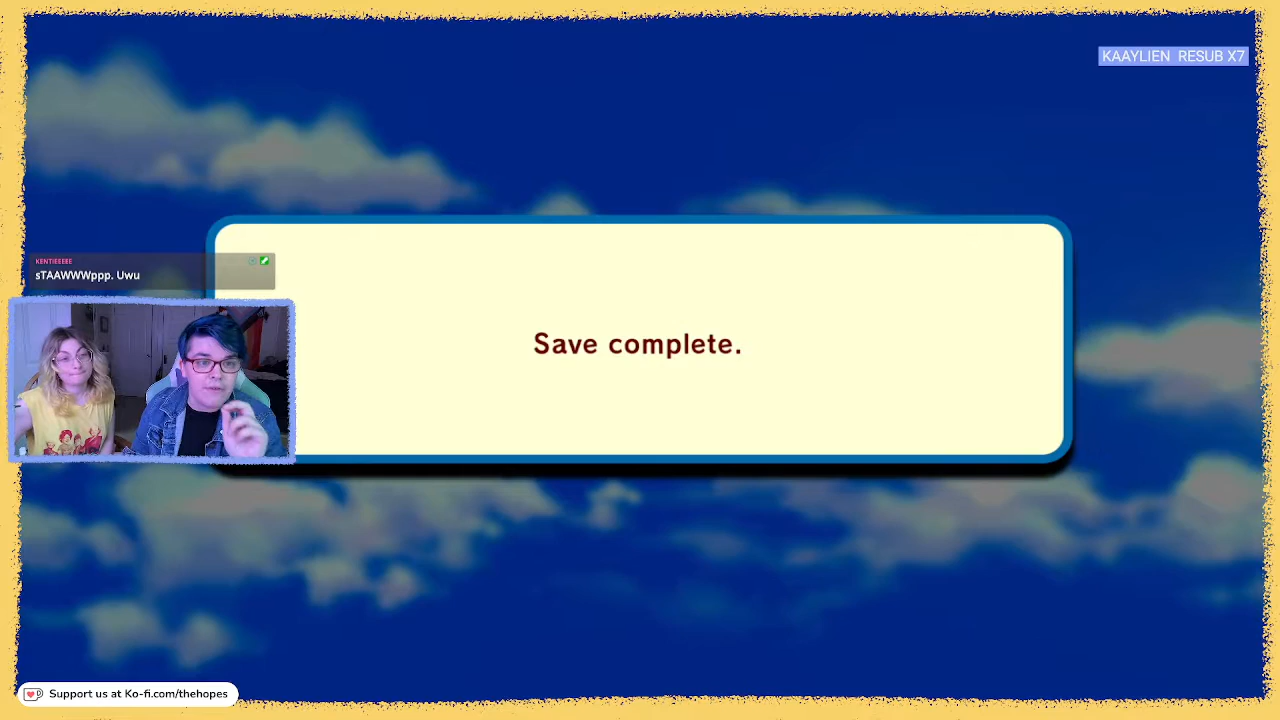 KAAYLIEN RESUB X7
KENTIEEEEE
sTAAWWWppp. Uwu
Save complete.
Support us at Ko-fi.com/thehopes